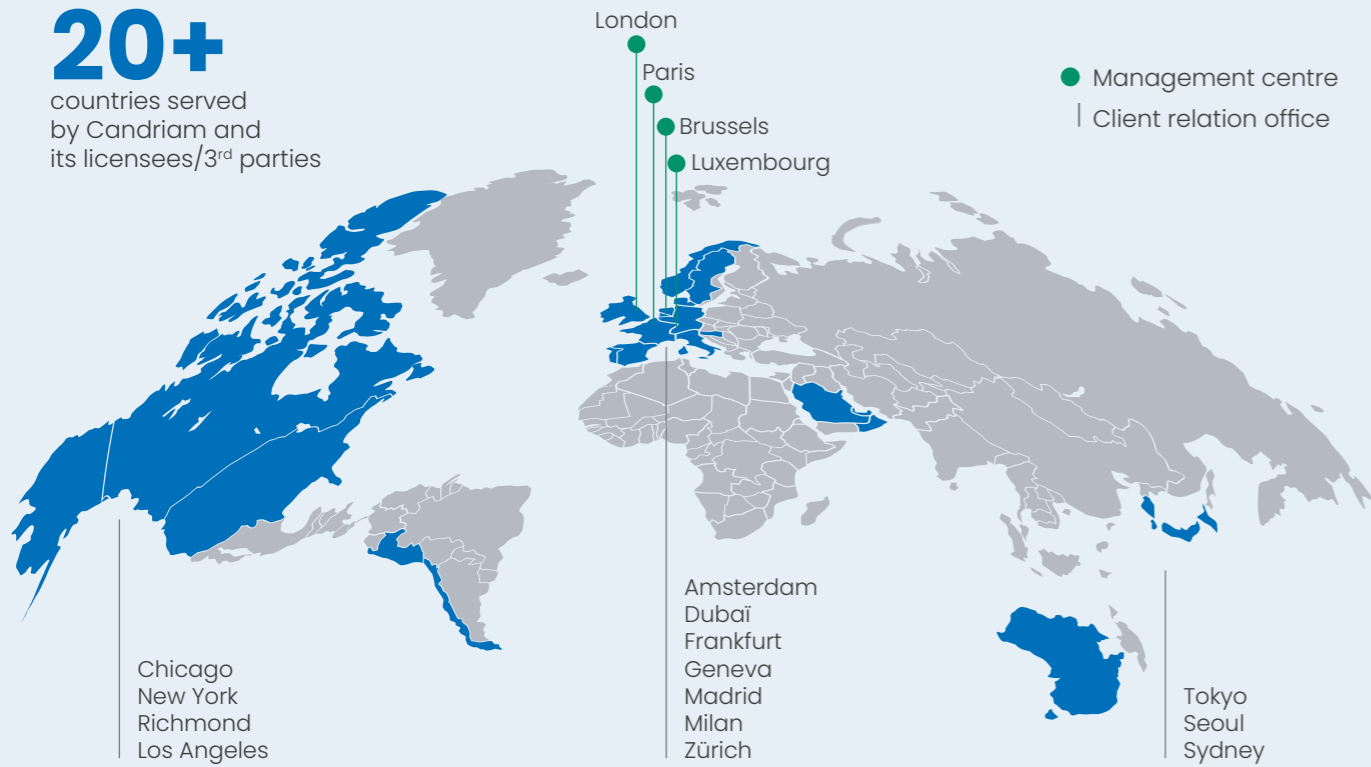 20+
countries served
by Candriam and
its licensees/3rd parties
London
Paris
Brussels
Luxembourg
Management centre
Client relation office
Chicago
New York
Richmond
Los Angeles
Amsterdam
Dubaï
Frankfurt
Geneva
Madrid
Milan
Zürich
Tokyo
Seoul
Sydney